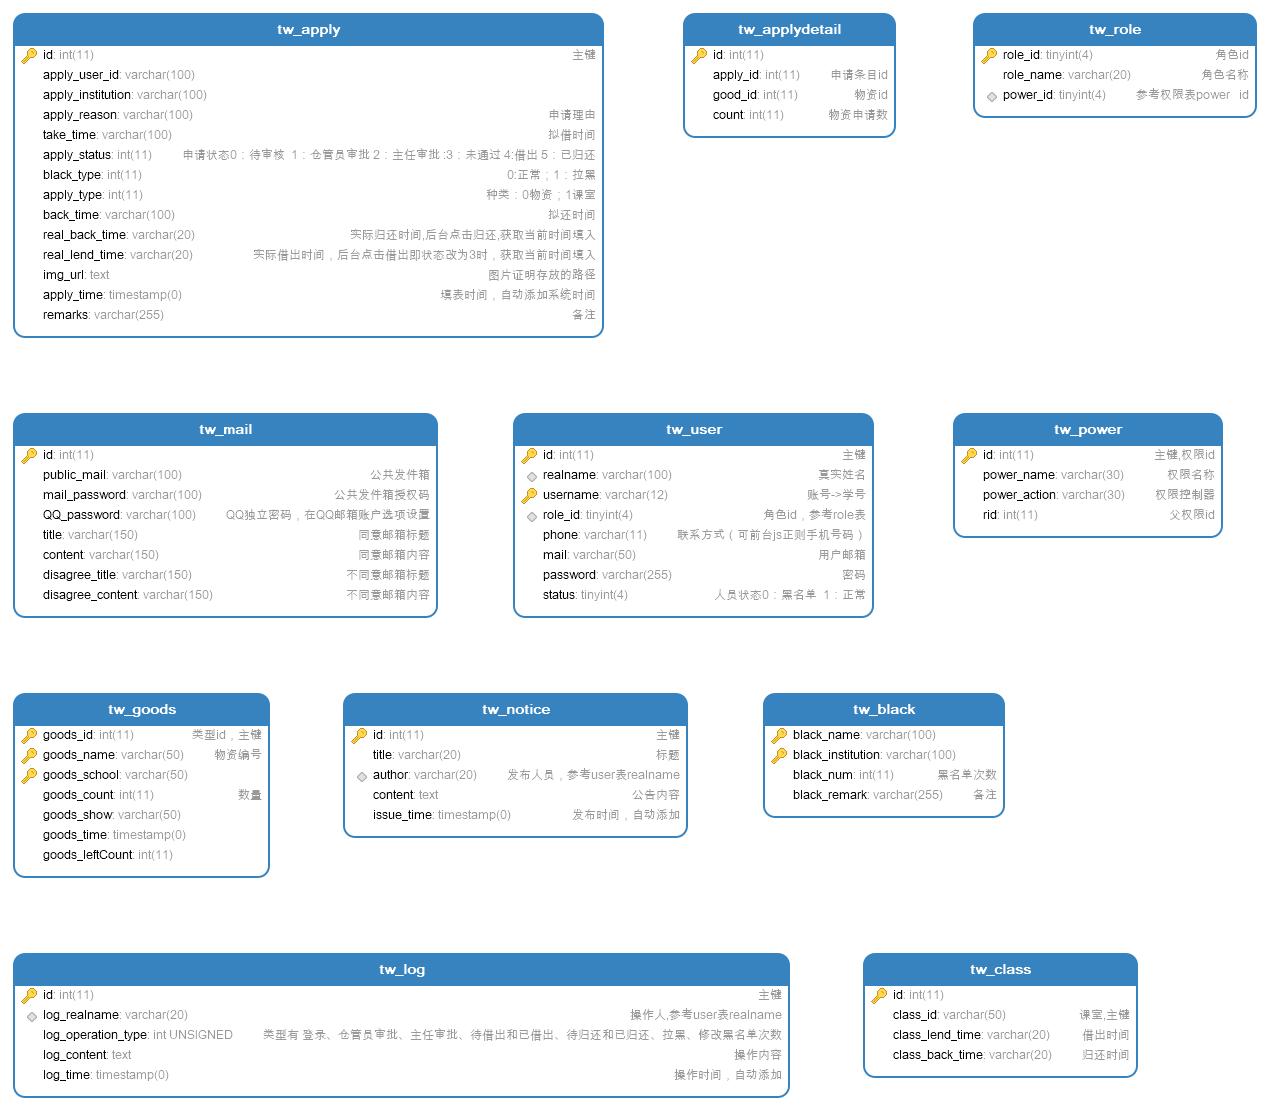 tw_apply
id: int(11) 主键
apply_user_id: varchar(100)
apply_institution: varchar(100)
apply_reason: varchar(100) 申请理由
take_time: varchar(100) 拟借时间
apply_status: int(11) 申请状态0：待审核 1：仓管员审批 2：主任审批 :3：未通过 4:借出 5：已归还
black_type: int(11) 0:正常；1：拉黑
apply_type: int(11) 种类：0物资；1课室
back_time: varchar(100) 拟还时间
real_back_time: varchar(20) 实际归还时间,后台点击归还,获取当前时间填入
real_lend_time: varchar(20) 实际借出时间，后台点击借出即状态改为3时，获取当前时间填入
img_url: text 图片证明存放的路径
apply_time: timestamp(0) 填表时间，自动添加系统时间
remarks: varchar(255) 备注
tw_applydetail
id: int(11)
apply_id: int(11) 申请条目id
good_id: int(11) 物资id
count: int(11) 物资申请数
tw_role
role_id: tinyint(4) 角色id
role_name: varchar(20) 角色名称
power_id: tinyint(4) 参考权限表power id
tw_mail
id: int(11)
public_mail: varchar(100) 公共发件箱
mail_password: varchar(100) 公共发件箱授权码
QQ_password: varchar(100) QQ独立密码，在QQ邮箱账户选项设置
title: varchar(150) 同意邮箱标题
content: varchar(150) 同意邮箱内容
disagree_title: varchar(150) 不同意邮箱标题
disagree_content: varchar(150) 不同意邮箱内容
tw_user
id: int(11) 主键
realname: varchar(100) 真实姓名
username: varchar(12) 账号->学号
role_id: tinyint(4) 角色id，参考role表
phone: varchar(11) 联系方式（可前台js正则手机号码）
mail: varchar(50) 用户邮箱
password: varchar(255) 密码
status: tinyint(4) 人员状态0：黑名单 1：正常
tw_power
id: int(11) 主键,权限id
power_name: varchar(30) 权限名称
power_action: varchar(30) 权限控制器
rid: int(11) 父权限id
tw_goods
goods_id: int(11) 类型id，主键
goods_name: varchar(50) 物资编号
goods_school: varchar(50)
goods_count: int(11) 数量
goods_show: varchar(50)
goods_time: timestamp(0)
goods_leftCount: int(11)
tw_notice
id: int(11) 主键
title: varchar(20) 标题
author: varchar(20) 发布人员，参考user表realname
content: text 公告内容
issue_time: timestamp(0) 发布时间，自动添加
tw_black
black_name: varchar(100)
black_institution: varchar(100)
black_num: int(11) 黑名单次数
black_remark: varchar(255) 备注
tw_log
id: int(11) 主键
log_realname: varchar(20) 操作人,参考user表realname
log_operation_type: int UNSIGNED 类型有 登录、仓管员审批、主任审批、待借出和已借出、待归还和已归还、拉黑、修改黑名单次数
log_content: text 操作内容
log_time: timestamp(0) 操作时间，自动添加
tw_class
id: int(11)
class_id: varchar(50) 课室,主键
class_lend_time: varchar(20) 借出时间
class_back_time: varchar(20) 归还时间